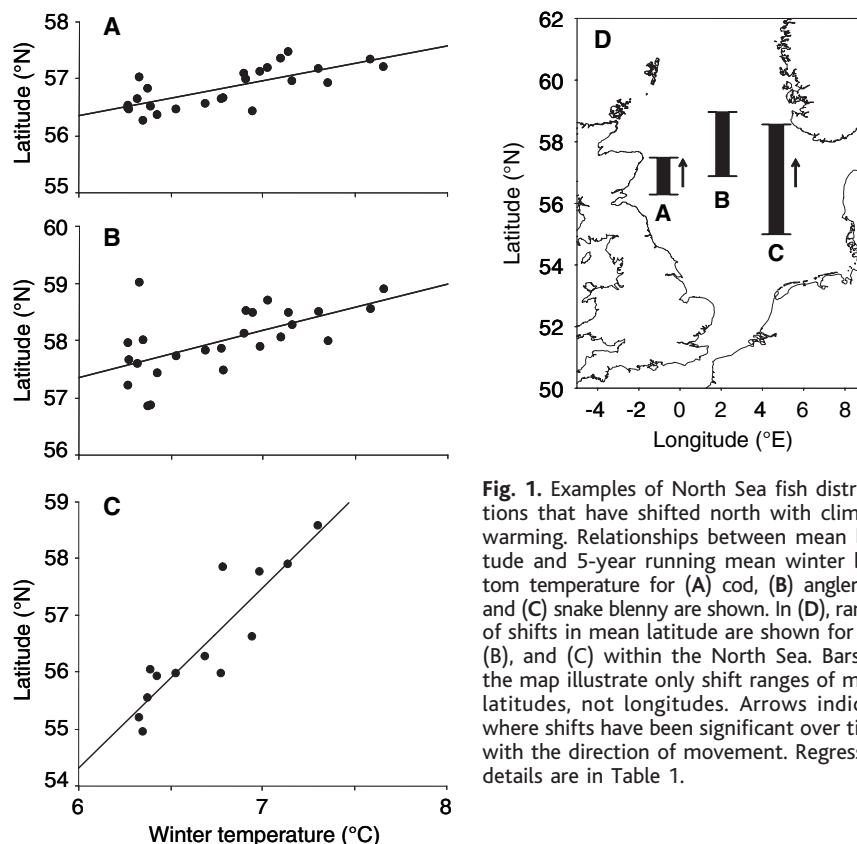 A
58
57
56
55
Latitude (°N)
B
60
59
58
57
56
Latitude (°N)
C
59
58
57
56
55
54
Latitude (°N)
6 7 8
Winter temperature (°C)
D
62
60
58
56
54
52
50
Latitude (°N)
A
B
C
-4 -2 0 2 4 6 8
Longitude (°E)
Fig. 1. Examples of North Sea fish distr
tions that have shifted north with clim
warming. Relationships between mean
tude and 5-year running mean winter
tom temperature for (A) cod, (B) angler
and (C) snake blenny are shown. In (D), ran
of shifts in mean latitude are shown for
(B), and (C) within the North Sea. Bars
the map illustrate only shift ranges of m
latitudes, not longitudes. Arrows indic
where shifts have been significant over ti
with the direction of movement. Regress
details are in Table 1.